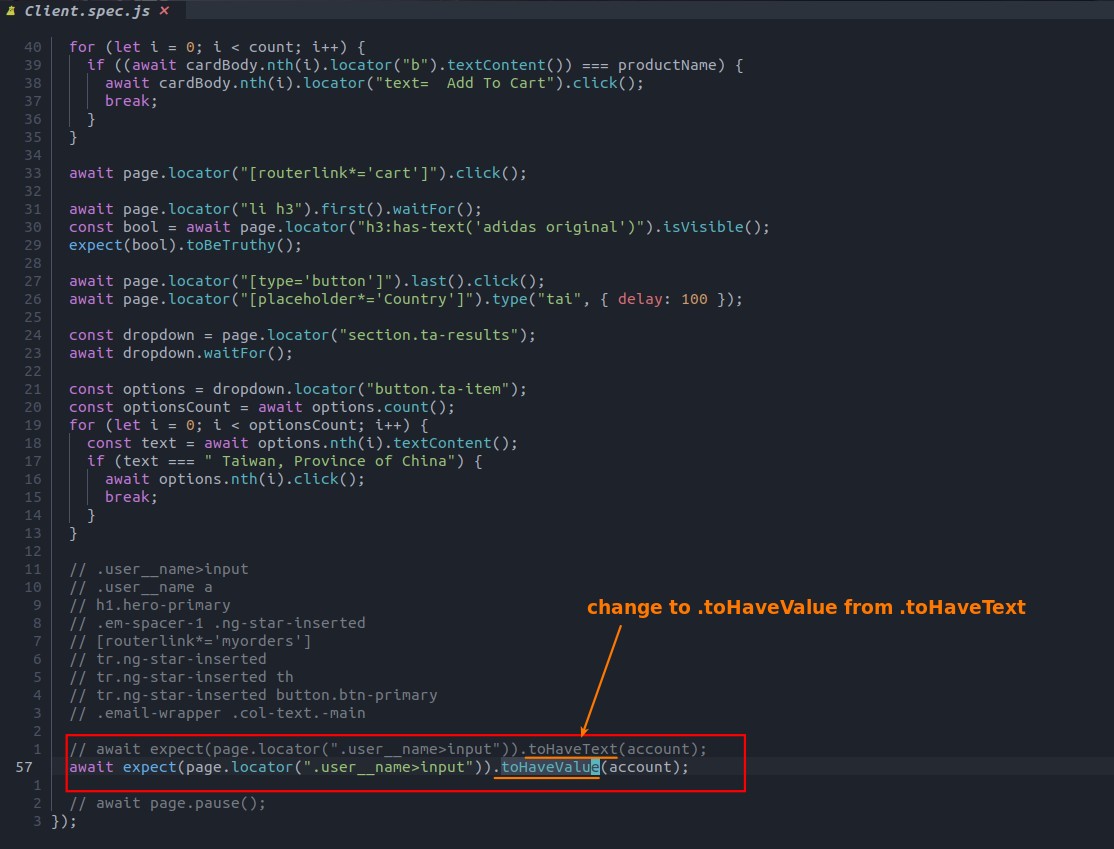 Client.spec.js ×
40 for (let i = 0; i < count; i++) {
39 if ((await cardBody.nth(i).locator("b").textContent()) === productName) {
38 await cardBody.nth(i).locator("text=  Add To Cart").click();
37 break;
36 }
35 }
34
33 await page.locator("[routerlink*='cart']").click();
32
31 await page.locator("li h3").first().waitFor();
30 const bool = await page.locator("h3:has-text('adidas original')").isVisible();
29 expect(bool).toBeTruthy();
28
27 await page.locator("[type='button']").last().click();
26 await page.locator("[placeholder*='Country']").type("tai", { delay: 100 });
25
24 const dropdown = page.locator("section.ta-results");
23 await dropdown.waitFor();
22
21 const options = dropdown.locator("button.ta-item");
20 const optionsCount = await options.count();
19 for (let i = 0; i < optionsCount; i++) {
18 const text = await options.nth(i).textContent();
17 if (text === " Taiwan, Province of China") {
16 await options.nth(i).click();
15 break;
14 }
13 }
12
11 // .user__name>input
10 // .user__name a
9 // h1.hero-primary
8 // .em-spacer-1 .ng-star-inserted
7 // [routerlink*='myorders']
6 // tr.ng-star-inserted
5 // tr.ng-star-inserted th
4 // tr.ng-star-inserted button.btn-primary
3 // .email-wrapper .col-text.-main
2
change to .toHaveValue from .toHaveText
1 // await expect(page.locator(".user__name>input")).toHaveText(account);
57 await expect(page.locator(".user__name>input")).toHaveValue(account);
1
2 // await page.pause();
3 });